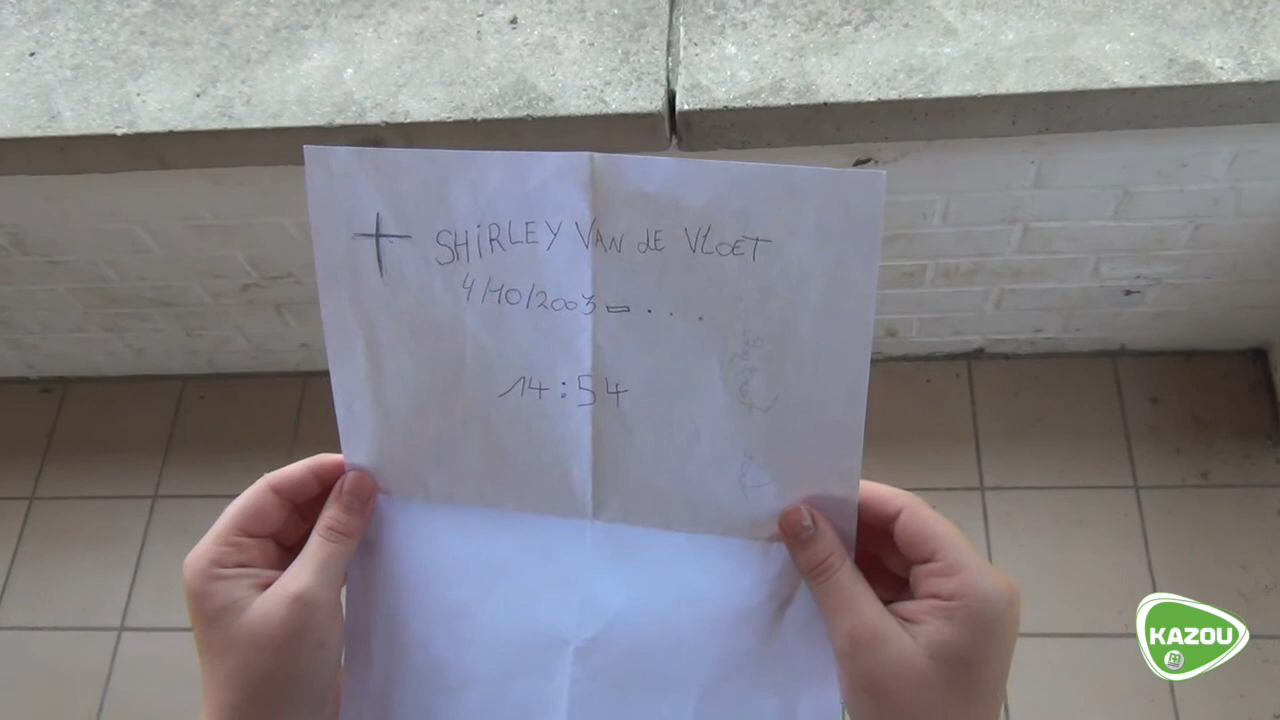 SHiRLEY VAN dE VLOET
4/10/2003 - . . .
14:54
KAZOU